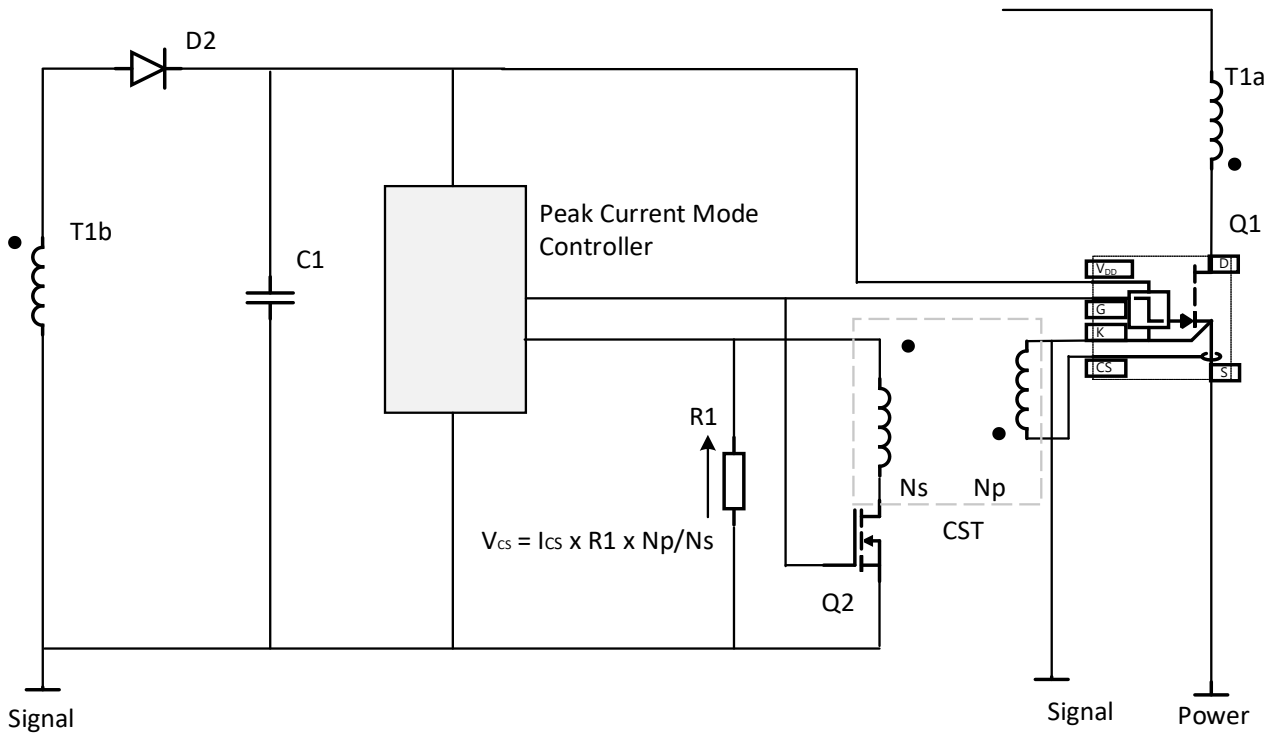 D2
T1a
T1b
Peak Current Mode
Controller
Q1
C1
VDD
D
G
K
CS
S
R1
Ns
Np
VCS = ICS x R1 x Np/Ns
CST
Q2
Signal
Signal
Power